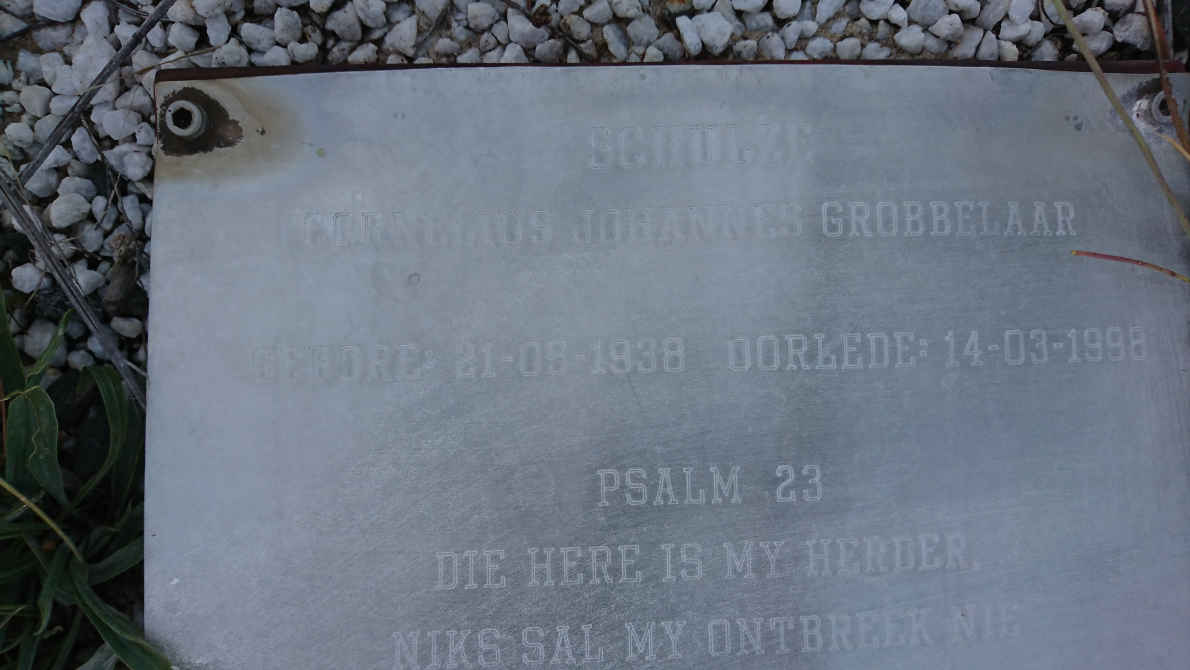 SCHULZE
CORNELIUS JOHANNES GROBBELAAR
GEBORE: 21-09-1938 OORLEDE: 14-03-1998
PSALM 23
DIE HERE IS MY HERDER,
NIKS SAL MY ONTBREEK NIE